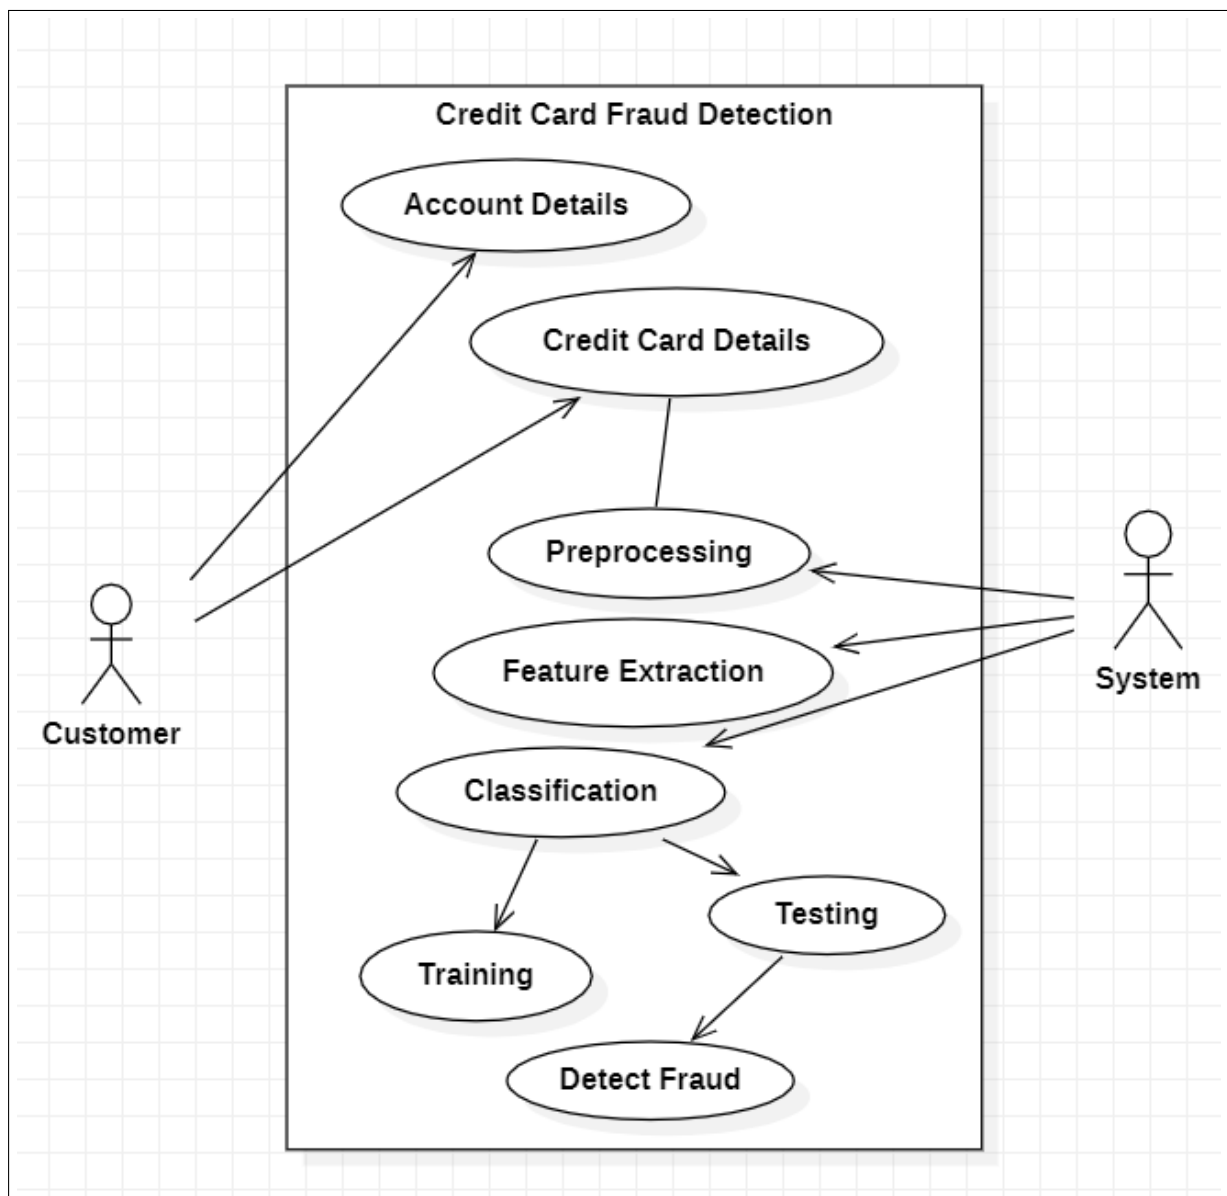 Credit Card Fraud Detection
Account Details
Credit Card Details
Preprocessing
Feature Extraction
System
Customer
Classification
Testing
Training
Detect Fraud